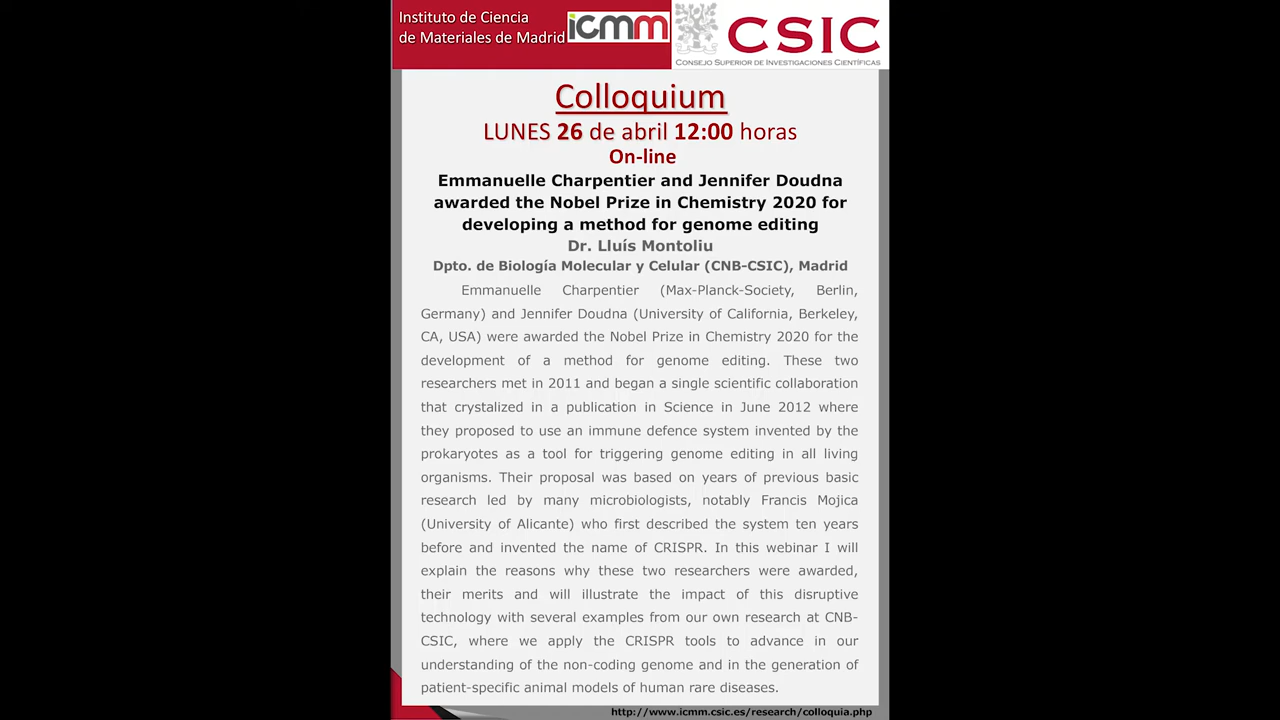 Instituto de Ciencia
de Materiales de Madrid
icmm
CSIC
CONSEJO SUPERIOR DE INVESTIGACIONES CIENTÍFICAS
Colloquium
LUNES 26 de abril 12:00 horas
On-line
Emmanuelle Charpentier and Jennifer Doudna
awarded the Nobel Prize in Chemistry 2020 for
developing a method for genome editing
Dr. Lluís Montoliu
Dpto. de Biología Molecular y Celular (CNB-CSIC), Madrid
Emmanuelle Charpentier (Max-Planck-Society, Berlin,
Germany) and Jennifer Doudna (University of California, Berkeley,
CA, USA) were awarded the Nobel Prize in Chemistry 2020 for the
development of a method for genome editing. These two
researchers met in 2011 and began a single scientific collaboration
that crystalized in a publication in Science in June 2012 where
they proposed to use an immune defence system invented by the
prokaryotes as a tool for triggering genome editing in all living
organisms. Their proposal was based on years of previous basic
research led by many microbiologists, notably Francis Mojica
(University of Alicante) who first described the system ten years
before and invented the name of CRISPR. In this webinar I will
explain the reasons why these two researchers were awarded,
their merits and will illustrate the impact of this disruptive
technology with several examples from our own research at CNB-
CSIC, where we apply the CRISPR tools to advance in our
understanding of the non-coding genome and in the generation of
patient-specific animal models of human rare diseases.
http://www.icmm.csic.es/research/colloquia.php